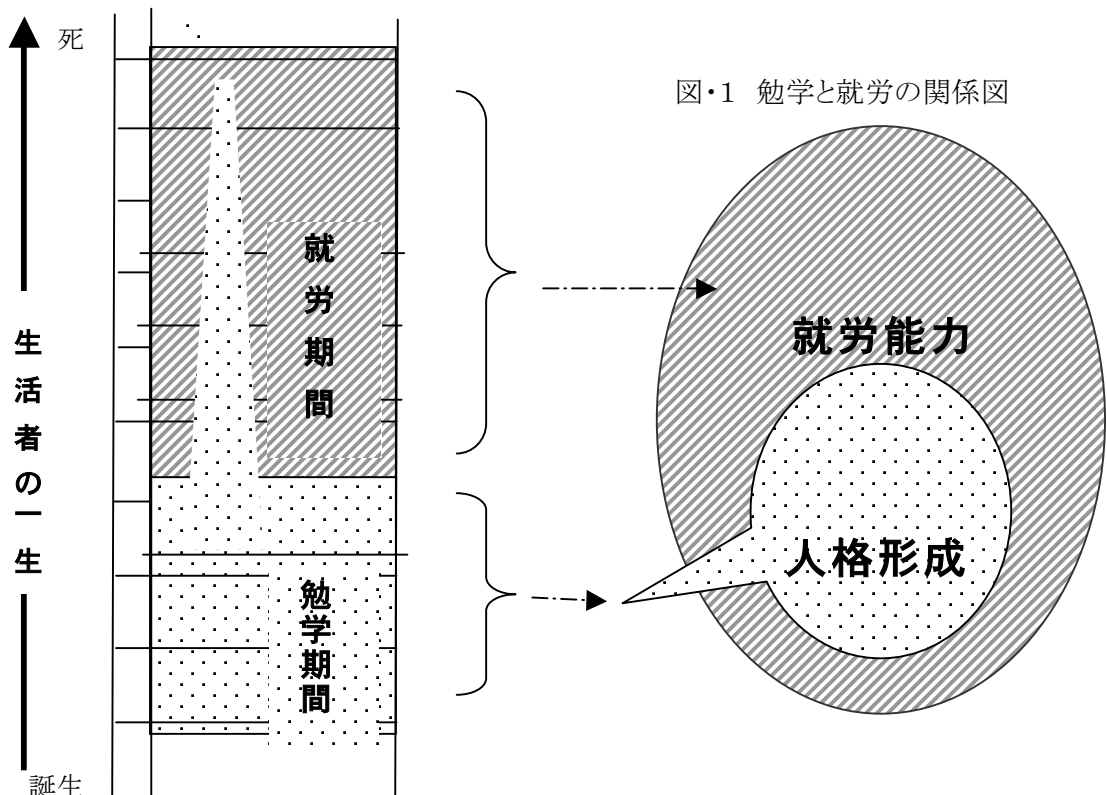 死
図・1 勉学と就労の関係図
就労期間
就労能力
生活者の一生
人格形成
勉学期間
誕生